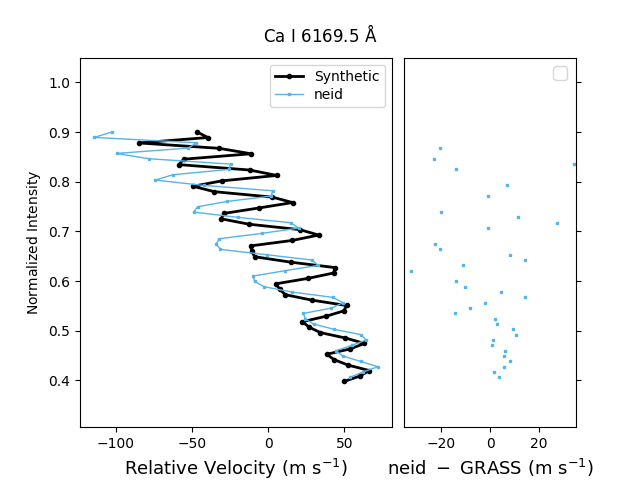 Ca I 6169.5 Å
Synthetic
neid
1.0
0.9
0.8
0.7
0.6
0.5
0.4
Normalized Intensity
−100
−50
0
50
−20
0
20
Relative Velocity (m s⁻¹)
neid − GRASS (m s⁻¹)